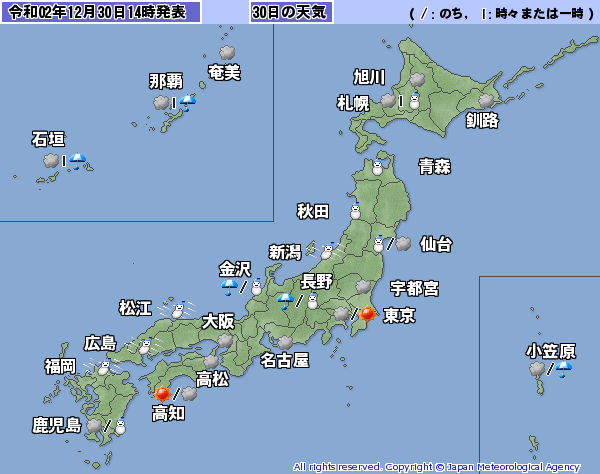 令和02年12月30日14時発表
30日の天気
( / : のち, | : 時々または一時 )
奄美
那覇
石垣
旭川
札幌
釧路
青森
秋田
新潟
仙台
金沢
長野
宇都宮
松江
大阪
東京
広島
名古屋
小笠原
福岡
高松
高知
鹿児島
All rights reserved. Copyright © Japan Meteorological Agency